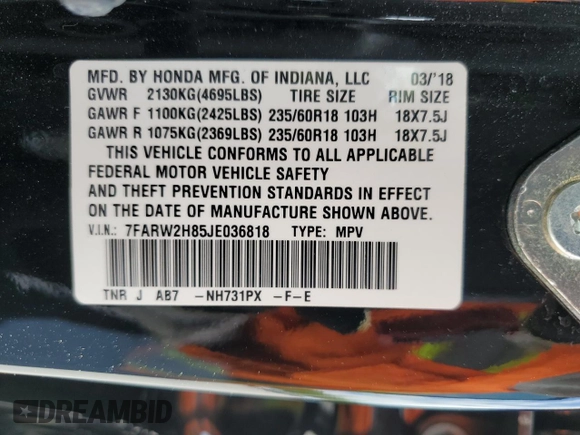 MFD. BY HONDA MFG. OF INDIANA, LLC 03/'18
GVWR 2130KG(4695LBS) TIRE SIZE RIM SIZE
GAWR F 1100KG(2425LBS) 235/60R18 103H 18X7.5J
GAWR R 1075KG(2369LBS) 235/60R18 103H 18X7.5J
THIS VEHICLE CONFORMS TO ALL APPLICABLE
FEDERAL MOTOR VEHICLE SAFETY
AND THEFT PREVENTION STANDARDS IN EFFECT
ON THE DATE OF MANUFACTURE SHOWN ABOVE.
V.I.N.: 7FARW2H85JE036818 TYPE: MPV
TNR J AB7 -NH731PX -F-E
DREAMBID